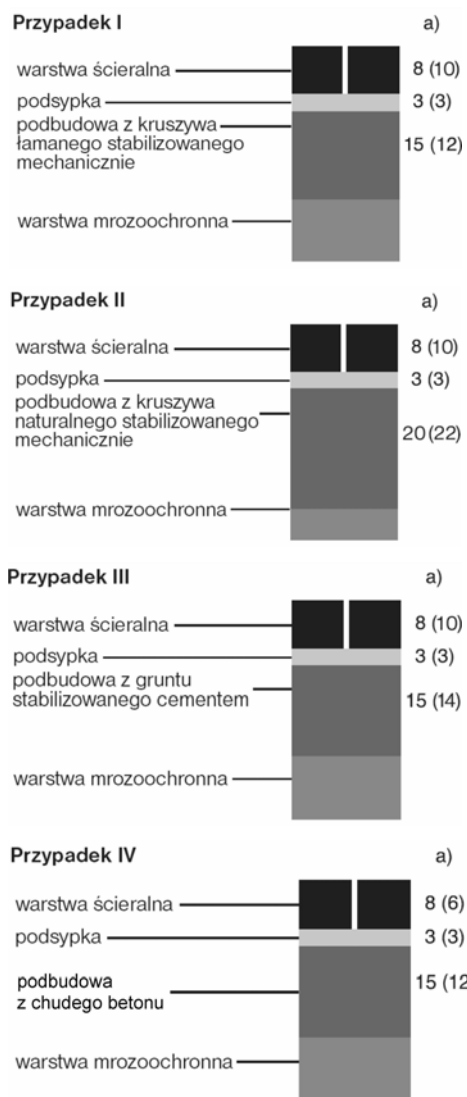 Przypadek I a)
warstwa ścieralna 8 (10)
podsypka 3 (3)
podbudowa z kruszywa
łamanego stabilizowanego 15 (12)
mechanicznie
warstwa mrozoochronna
Przypadek II a)
warstwa ścieralna 8 (10)
podsypka 3 (3)
podbudowa z kruszywa
naturalnego stabilizowanego
mechanicznie 20 (22)
warstwa mrozoochronna
Przypadek III a)
warstwa ścieralna 8 (10)
podsypka 3 (3)
podbudowa z gruntu
stabilizowanego cementem 15 (14)
warstwa mrozoochronna
Przypadek IV a)
warstwa ścieralna 8 (6)
podsypka 3 (3)
podbudowa 15 (12
z chudego betonu
warstwa mrozoochronna